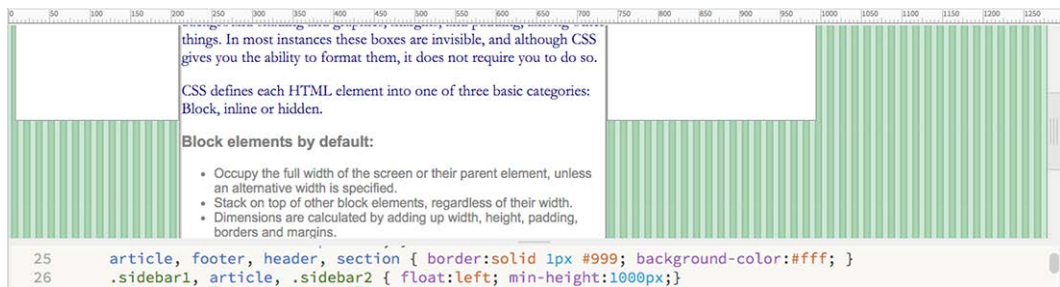 0 50 100 150 200 250 300 350 400 450 500 550 600 650 700 750 800 850 900 950 1000 1050 1100 1150 1200 1250
things. In most instances these boxes are invisible, and although CSS
gives you the ability to format them, it does not require you to do so.
CSS defines each HTML element into one of three basic categories:
Block, inline or hidden.
Block elements by default:
• Occupy the full width of the screen or their parent element, unless
an alternative width is specified.
• Stack on top of other block elements, regardless of their width.
• Dimensions are calculated by adding up width, height, padding,
borders and margins.
25 article, footer, header, section { border:solid 1px #999; background-color:#fff; }
26 .sidebar1, article, .sidebar2 { float:left; min-height:1000px;}